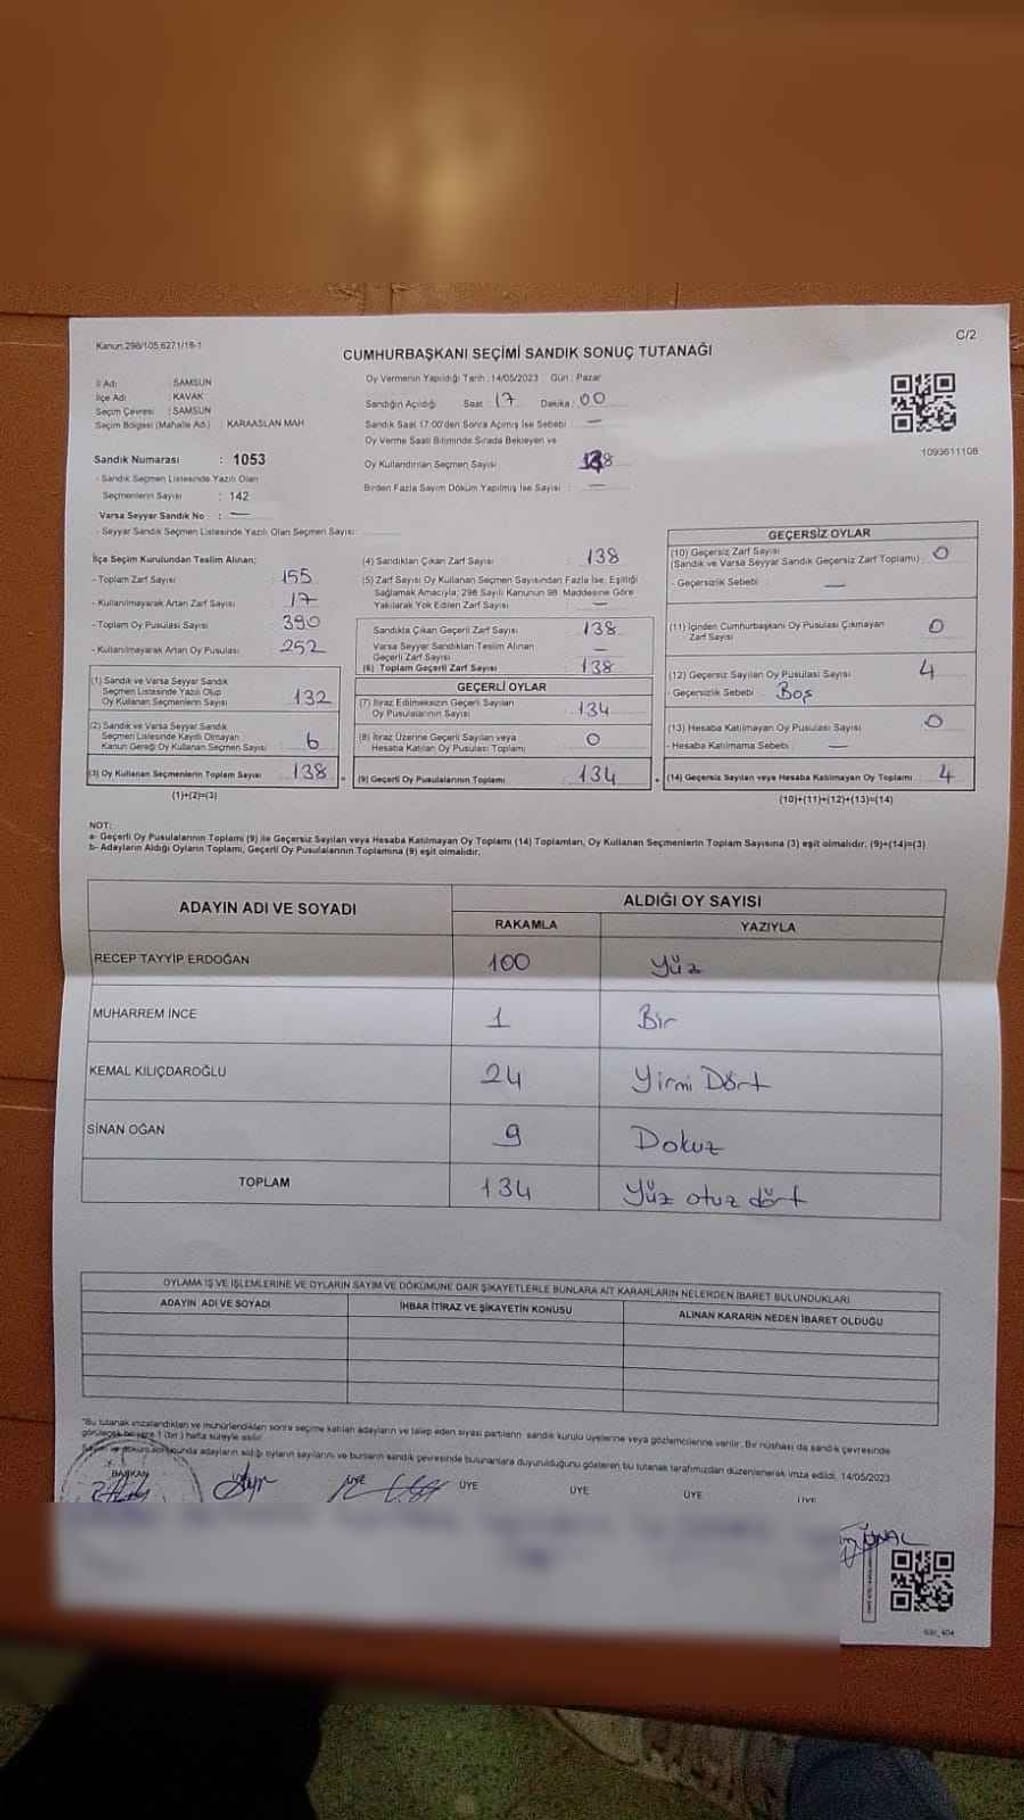 Kanun:298/105,6271/16-1
C/2
CUMHURBAŞKANI SEÇİMİ SANDIK SONUÇ TUTANAĞI
İl Adı : SAMSUN
İlçe Adı : KAVAK
Seçim Çevresi : SAMSUN
Seçim Bölgesi (Mahalle Ad.) : KARAASLAN MAH
Oy Vermenin Yapıldığı Tarih : 14/05/2023 Gün : Pazar
Sandığın Açıldığı Saat : 17 Dakika : 00
Sandık Saat 17:00'den Sonra Açımış İse Sebebi : —
Oy Verme Saati Bitiminde Sırada Bekleyen ve
Oy Kullandırılan Seçmen Sayısı 138
Birden Fazla Sayım Döküm Yapılmış İse Sayısı : —
1093611108
Sandık Numarası : 1053
- Sandık Seçmen Listesinde Yazılı Olan
Seçmenlerin Sayısı : 142
Varsa Seyyar Sandık No : —
- Seyyar Sandık Seçmen Listesinde Yazılı Olan Seçmen Sayısı :
İlçe Seçim Kurulundan Teslim Alınan;
- Toplam Zarf Sayısı : 155
- Kullanılmayarak Artan Zarf Sayısı : 17
- Toplam Oy Pusulası Sayısı : 390
- Kullanılmayarak Artan Oy Pusulası : 252
(1) Sandık ve Varsa Seyyar Sandık
Seçmen Listesinde Yazılı Olup
Oy Kullanan Seçmenlerin Sayısı 132
(2) Sandık ve Varsa Seyyar Sandık
Seçmen Listesinde Kayıtlı Olmayan
Kanun Gereği Oy Kullanan Seçmen Sayısı 6
(3) Oy Kullanan Seçmenlerin Toplam Sayısı 138
(1)+(2)=(3)
(4) Sandıktan Çıkan Zarf Sayısı : 138
(5) Zarf Sayısı Oy Kullanan Seçmen Sayısından Fazla İse, Eşitliği
Sağlamak Amacıyla; 298 Sayılı Kanunun 98. Maddesine Göre
Yakılarak Yok Edilen Zarf Sayısı : —
Sandıkta Çıkan Geçerli Zarf Sayısı : 138
Varsa Seyyar Sandıktan Teslim Alınan
Geçerli Zarf Sayısı : —
(6) Toplam Geçerli Zarf Sayısı : 138
GEÇERLİ OYLAR
(7) İtiraz Edilmeksizin Geçerli Sayılan
Oy Pusulalarının Sayısı : 134
(8) İtiraz Üzerine Geçerli Sayılan veya
Hesaba Katılan Oy Pusulası Toplamı : 0
(9) Geçerli Oy Pusulalarının Toplamı : 134
GEÇERSİZ OYLAR
(10) Geçersiz Zarf Sayısı
(Sandık ve Varsa Seyyar Sandık Geçersiz Zarf Toplamı) : 0
- Geçersizlik Sebebi : —
(11) İçinden Cumhurbaşkanı Oy Pusulası Çıkmayan
Zarf Sayısı 0
(12) Geçersiz Sayılan Oy Pusulası Sayısı 4
- Geçersizlik Sebebi : Boş
(13) Hesaba Katılmayan Oy Pusulası Sayısı 0
- Hesaba Katılmama Sebebi : —
(14) Geçersiz Sayılan veya Hesaba Katılmayan Oy Toplamı : 4
(10)+(11)+(12)+(13)=(14)
NOT:
a- Geçerli Oy Pusulalarının Toplamı (9) ile Geçersiz Sayılan veya Hesaba Katılmayan Oy Toplamı (14) Toplamları, Oy Kullanan Seçmenlerin Toplam Sayısına (3) eşit olmalıdır. (9)+(14)=(3)
b- Adayların Aldığı Oyların Toplamı, Geçerli Oy Pusulalarının Toplamına (9) eşit olmalıdır.
ADAYIN ADI VE SOYADI ALDIĞI OY SAYISI
RAKAMLA YAZIYLA
RECEP TAYYİP ERDOĞAN 100 Yüz
MUHARREM İNCE 1 Bir
KEMAL KILIÇDAROĞLU 24 Yirmi Dört
SİNAN OĞAN 9 Dokuz
TOPLAM 134 Yüz otuz dört
OYLAMA İŞ VE İŞLEMLERİNE VE OYLARIN SAYIM VE DÖKÜMÜNE DAİR ŞİKAYETLERLE BUNLARA AİT KARARLARIN NELERDEN İBARET BULUNDUKLARI
ADAYIN ADI VE SOYADI İHBAR İTİRAZ VE ŞİKAYETİN KONUSU ALINAN KARARIN NEDEN İBARET OLDUĞU
*Bu tutanak imzalandıktan ve mühürlendikten sonra seçime katılan adayların ve talep eden siyasi partilerin sandık kurulu üyelerine veya gözlemcilerine verilir. Bir nüshası da sandık çevresinde
görülecek bir yere 1 (bir) hafta süreyle asılır.
adayların aldığı oyların sayılarını ve bunların sandık çevresinde bulunanlara duyurulduğunu gösteren bu tutanak tarafımızdan düzenlenerek imza edildi. 14/05/2023
BAŞKAN ÜYE ÜYE ÜYE ÜYE ÜYE
ÜNAL